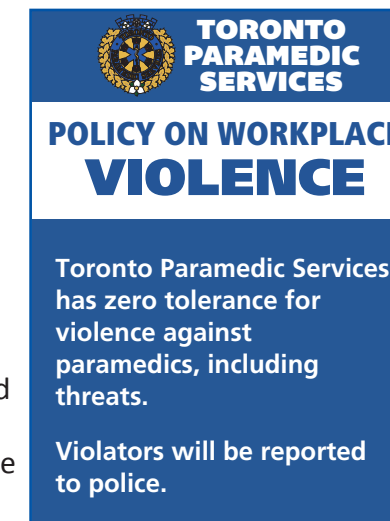 TORONTO
PARAMEDIC
SERVICES
POLICY ON WORKPLAC
VIOLENCE
Toronto Paramedic Services
has zero tolerance for
violence against
paramedics, including
threats.
d
Violators will be reported
e
to police.